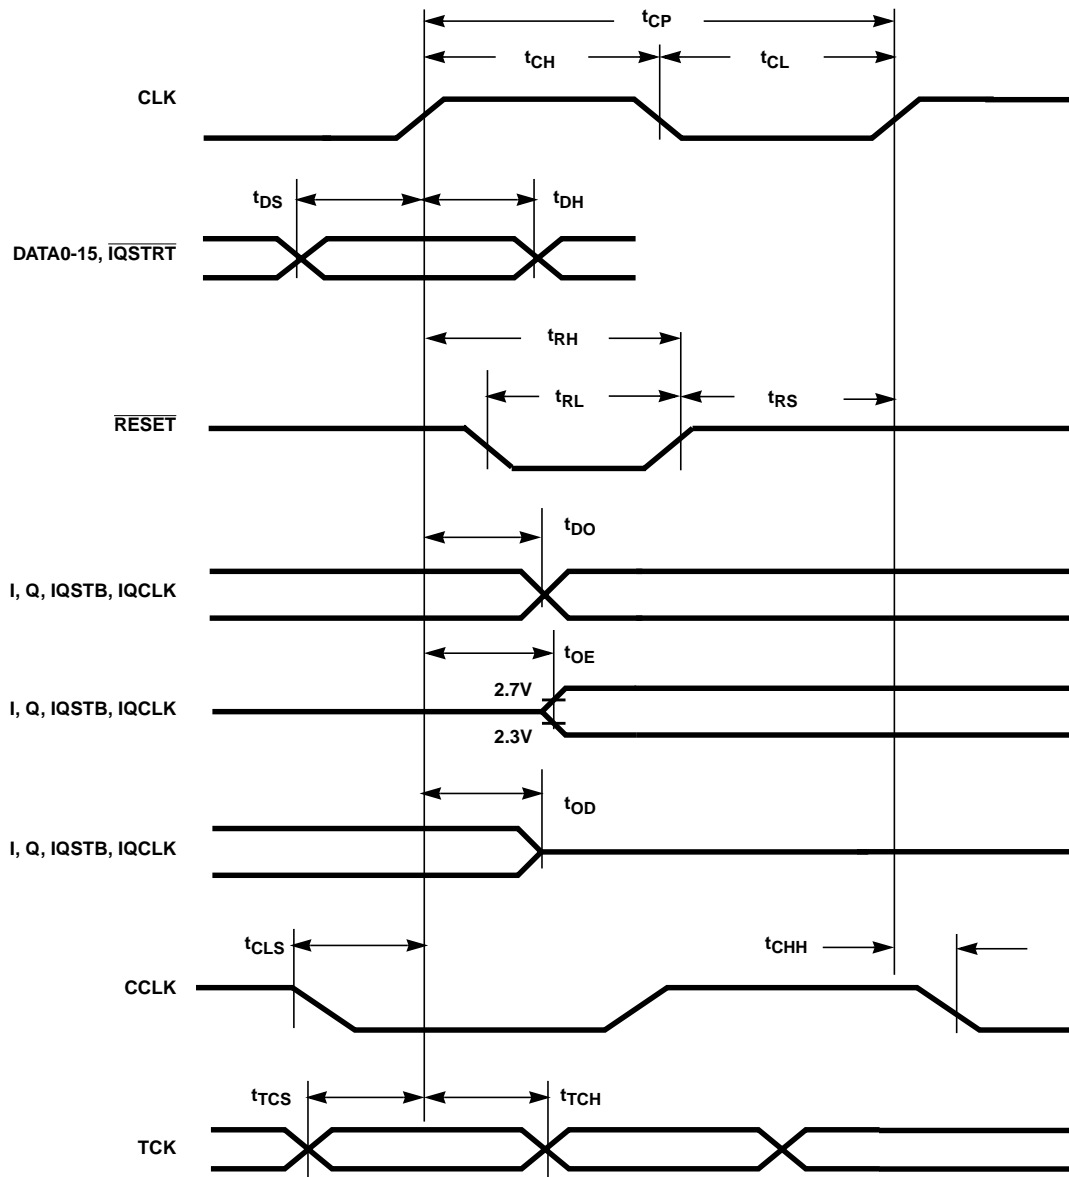 tCP
tCH
tCL
CLK
tDS
tDH
DATA0-15, IQSTRT
tRH
tRL
tRS
RESET
tDO
I, Q, IQSTB, IQCLK
tOE
2.7V
I, Q, IQSTB, IQCLK
2.3V
tOD
I, Q, IQSTB, IQCLK
tCLS
tCHH
CCLK
tTCS
tTCH
TCK